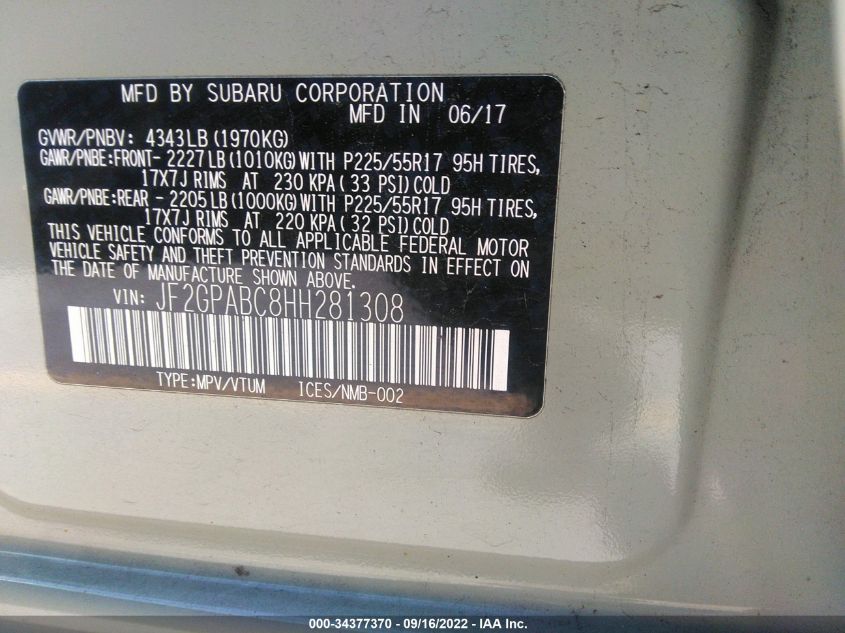 MFD BY SUBARU CORPORATION
MFD IN 06/17
GVWR/PNBV: 4343LB (1970KG)
GAWR/PNBE:FRONT- 2227LB (1010KG) WITH P225/55R17 95H TIRES,
17X7J RIMS AT 230 KPA ( 33 PSI) COLD
GAWR/PNBE:REAR - 2205LB (1000KG) WITH P225/55R17 95H TIRES,
17X7J RIMS AT 220 KPA ( 32 PSI) COLD
THIS VEHICLE CONFORMS TO ALL APPLICABLE FEDERAL MOTOR
VEHICLE SAFETY AND THEFT PREVENTION STANDARDS IN EFFECT ON
THE DATE OF MANUFACTURE SHOWN ABOVE.
VIN: JF2GPABC8HH281308
TYPE:MPV/VTUM ICES/NMB-002
000-34377370 - 09/16/2022 - IAA Inc.